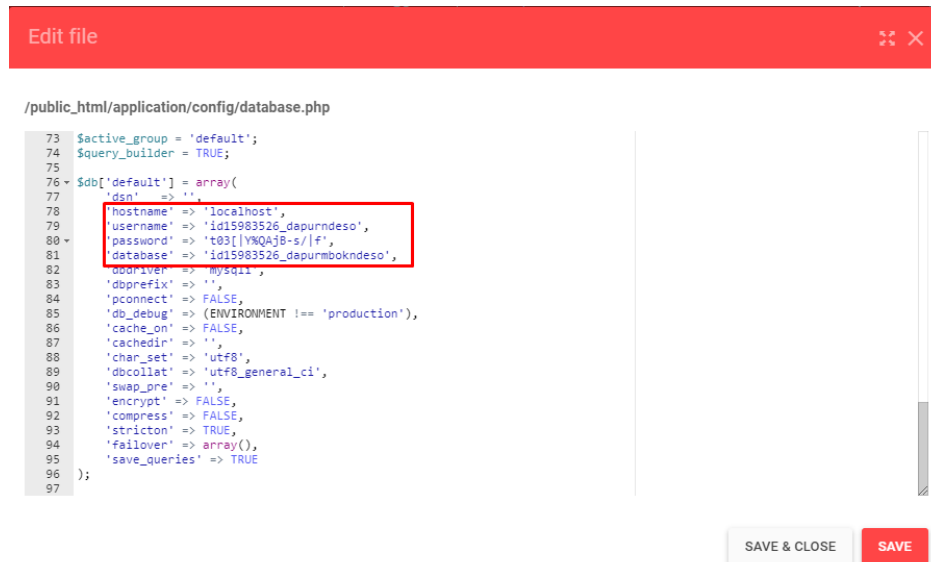 Edit file
/public_html/application/config/database.php
73 $active_group = 'default';
74 $query_builder = TRUE;
75
76 $db['default'] = array(
77 'dsn' => '',
78 'hostname' => 'localhost',
79 'username' => 'id15983526_dapurndeso',
80 'password' => 't03[|Y%QAjB-s/|f',
81 'database' => 'id15983526_dapurmbokndeso',
82 'dbdriver' => 'mysqli',
83 'dbprefix' => '',
84 'pconnect' => FALSE,
85 'db_debug' => (ENVIRONMENT !== 'production'),
86 'cache_on' => FALSE,
87 'cachedir' => '',
88 'char_set' => 'utf8',
89 'dbcollat' => 'utf8_general_ci',
90 'swap_pre' => '',
91 'encrypt' => FALSE,
92 'compress' => FALSE,
93 'stricton' => TRUE,
94 'failover' => array(),
95 'save_queries' => TRUE
96 );
97
SAVE & CLOSE
SAVE